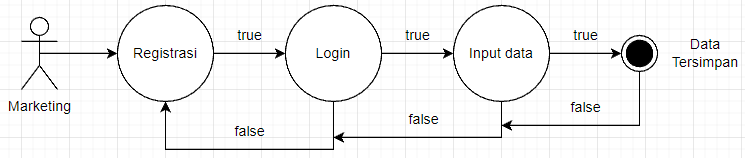 Marketing
Registrasi
true
Login
true
Input data
true
Data
Tersimpan
false
false
false